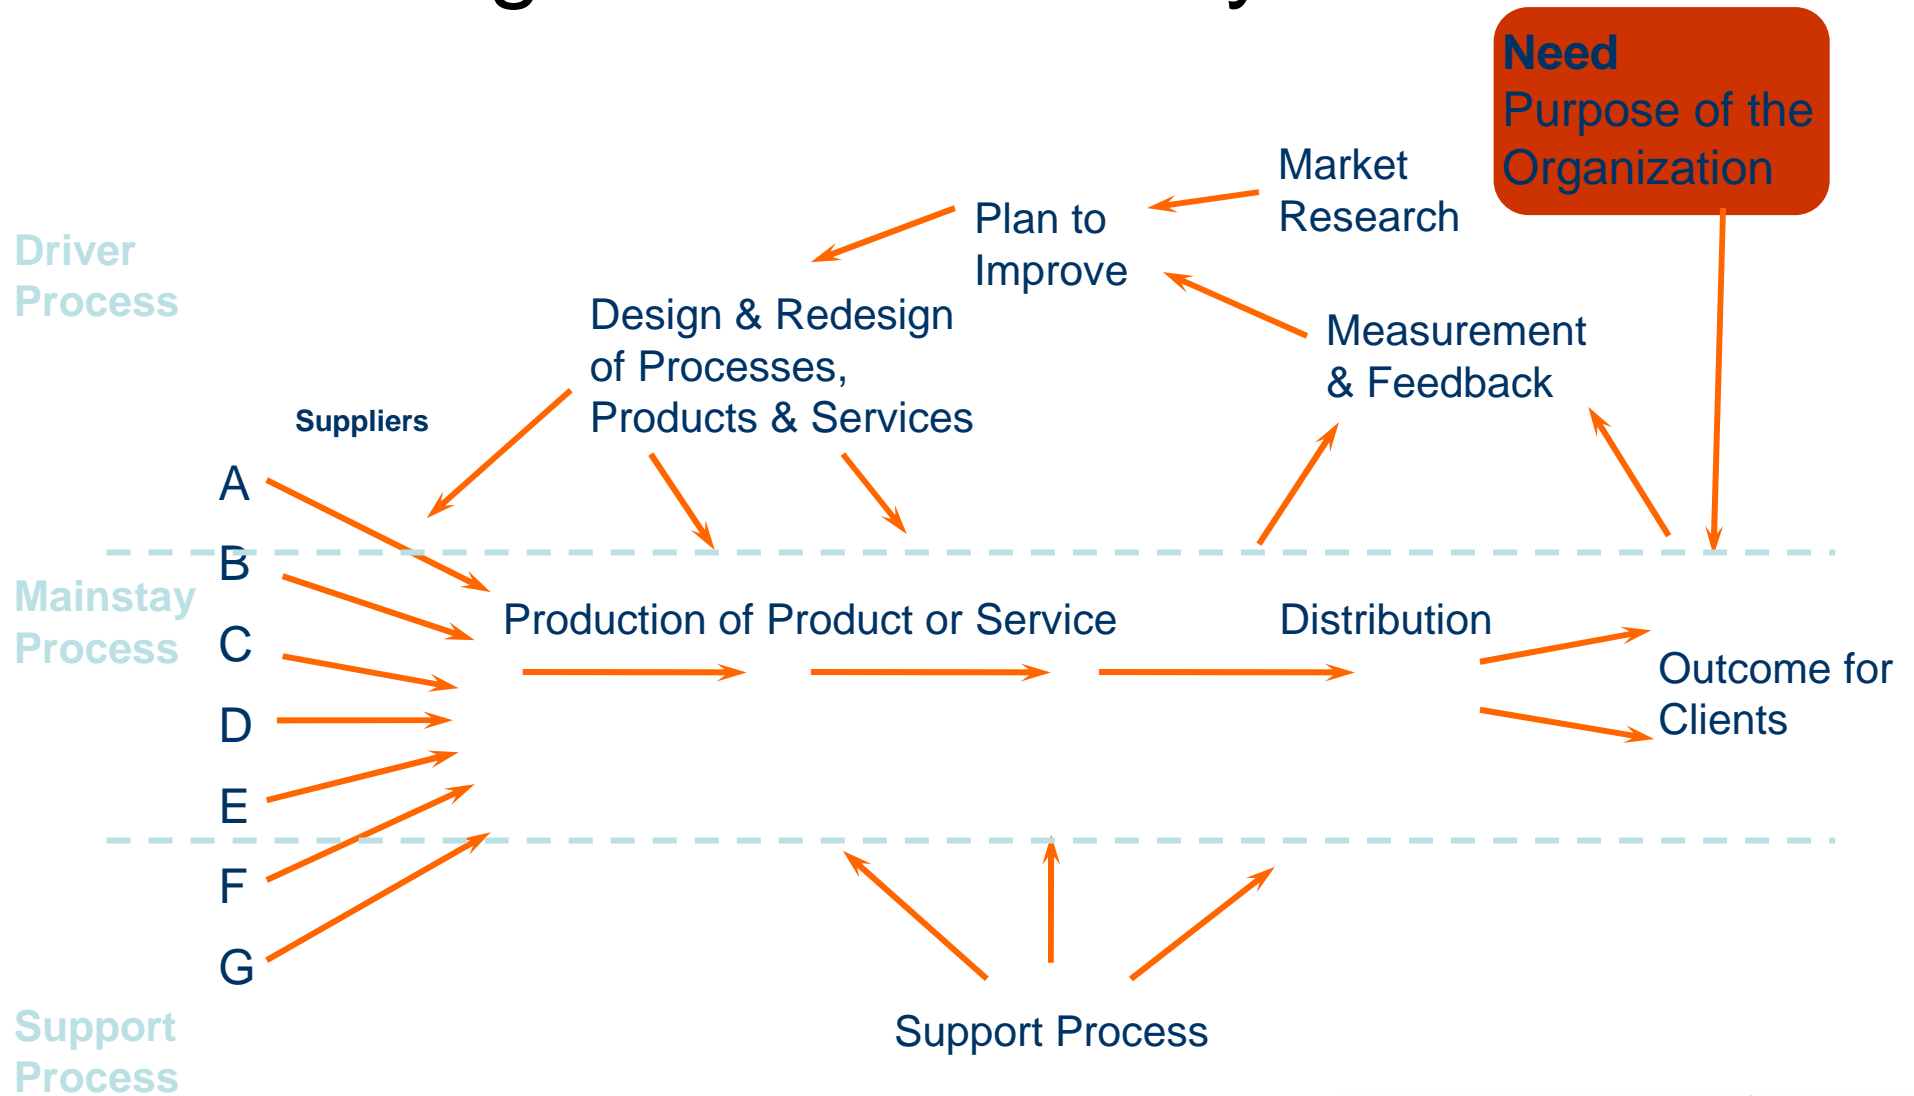 Need
Purpose of the
Organization
Market
Research
Plan to
Improve
Driver
Process
Design & Redesign
of Processes,
Products & Services
Measurement
& Feedback
Suppliers
A
B
C
D
E
F
G
Mainstay
Process
Production of Product or Service
Distribution
Outcome for
Clients
Support Process
Support
Process